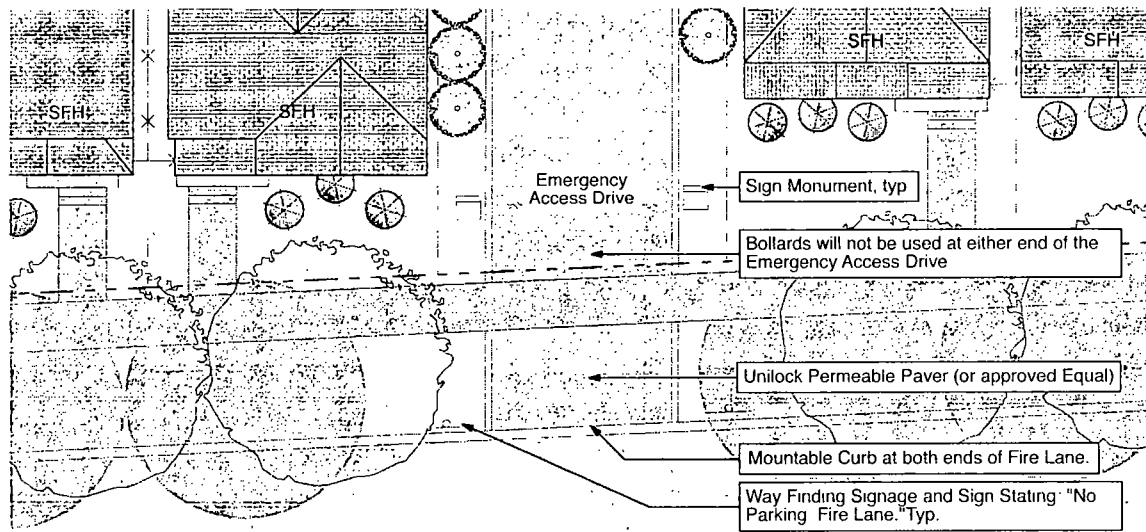 SFH
SFH
SFH
SFH
Emergency
Access Drive
Sign Monument, typ
Bollards will not be used at either end of the
Emergency Access Drive
Unilock Permeable Paver (or approved Equal)
Mountable Curb at both ends of Fire Lane.
Way Finding Signage and Sign Stating: "No
Parking Fire Lane."Typ.